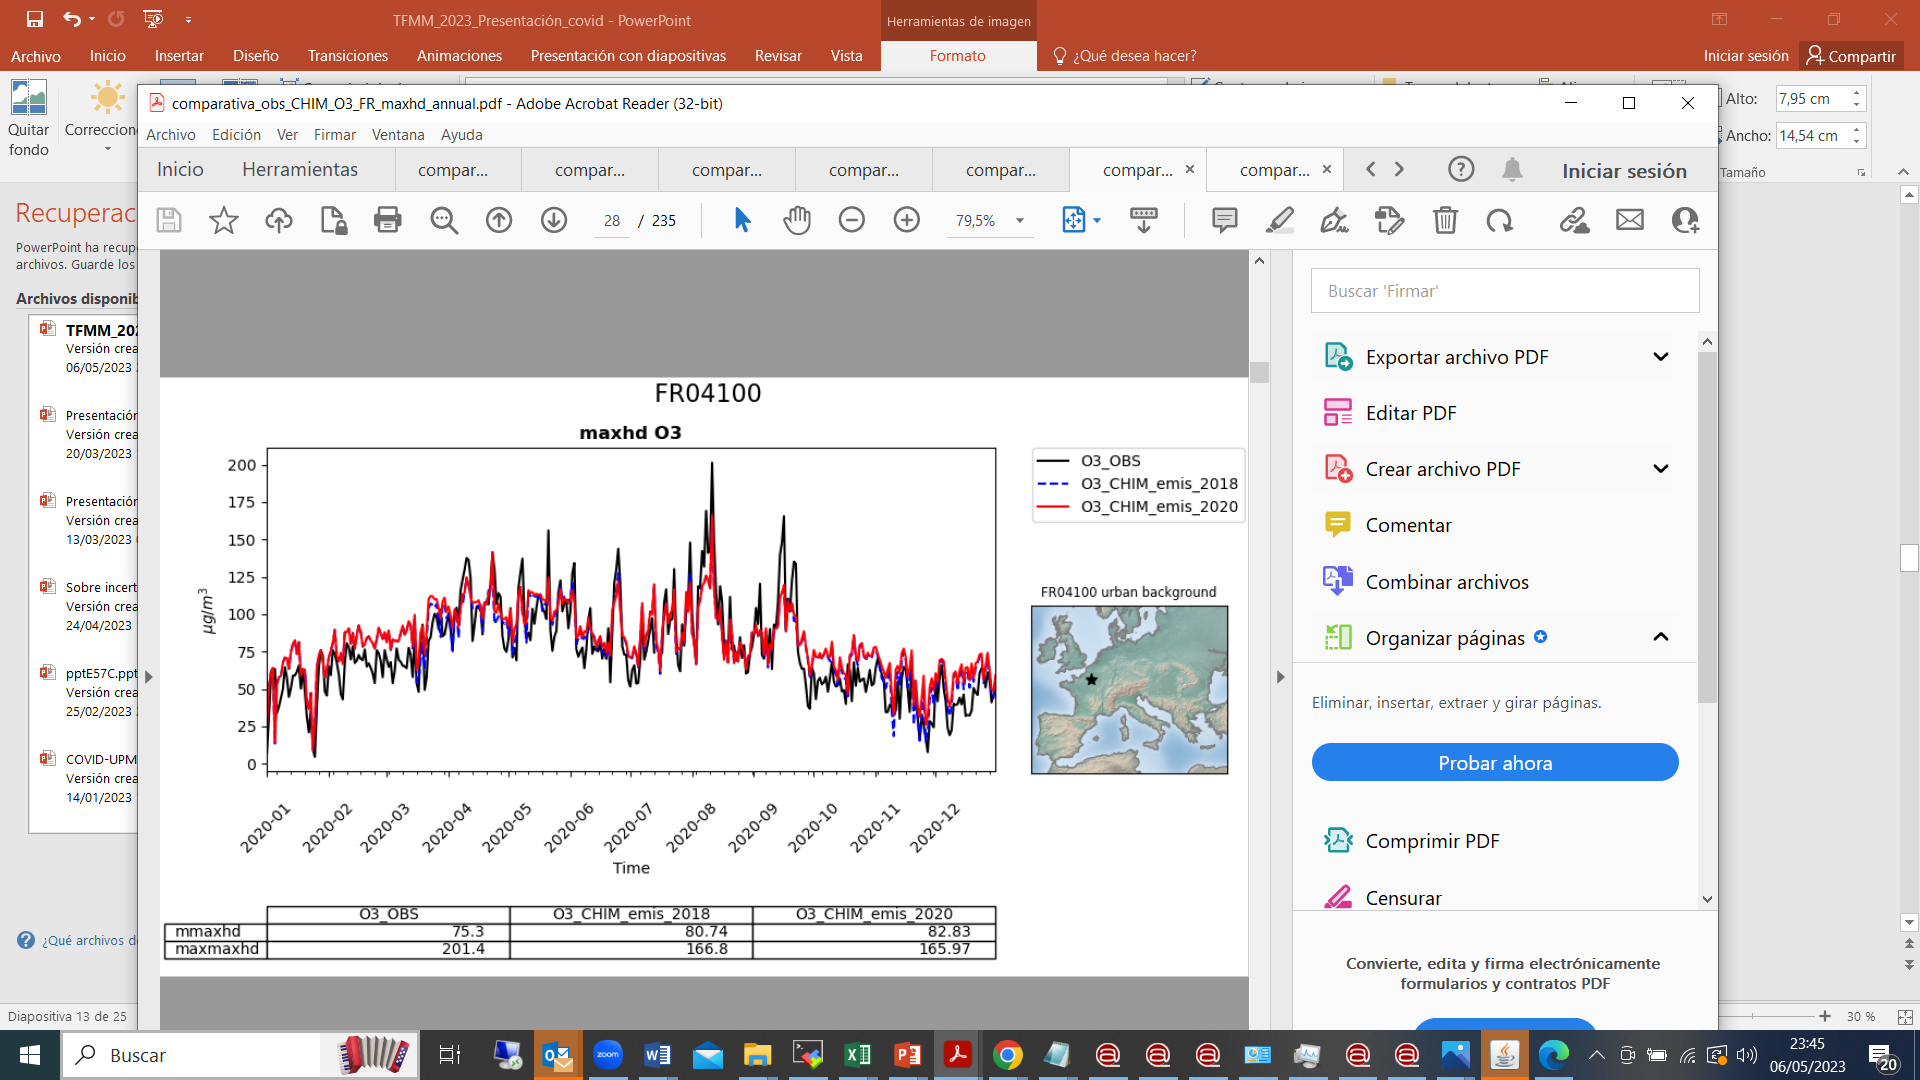 TFMM_2023_Presentación_covid - PowerPoint
Herramientas de imagen
Archivo
Inicio
Insertar
Diseño
Transiciones
Animaciones
Presentación con diapositivas
Revisar
Vista
Formato
¿Qué desea hacer?
Iniciar sesión
Compartir
Quitar
fondo
Correccion
Alto:
7,95 cm
Ancho:
14,54 cm
Tamaño
comparativa_obs_CHIM_O3_FR_maxhd_annual.pdf - Adobe Acrobat Reader (32-bit)
Archivo Edición Ver Firmar Ventana Ayuda
Inicio
Herramientas
compar...
compar...
compar...
compar...
compar...
compar...
compar...
Iniciar sesión
28 / 235
79,5%
Recuperac
PowerPoint ha recup
archivos. Guarde los
Archivos disponib
TFMM_202
Versión crea
06/05/2023
Presentación
Versión crea
20/03/2023
Presentación
Versión crea
13/03/2023
Sobre incert
Versión crea
24/04/2023
pptE57C.ppt
Versión crea
25/02/2023
COVID-UPM
Versión crea
14/01/2023
¿Qué archivos d
FR04100
maxhd O3
µg/m³
200
175
150
125
100
75
50
25
0
2020-01
2020-02
2020-03
2020-04
2020-05
2020-06
2020-07
2020-08
2020-09
2020-10
2020-11
2020-12
Time
O3_OBS
O3_CHIM_emis_2018
O3_CHIM_emis_2020
FR04100 urban background
O3_OBS O3_CHIM_emis_2018 O3_CHIM_emis_2020
mmaxhd 75.3 80.74 82.83
maxmaxhd 201.4 166.8 165.97
Buscar 'Firmar'
Exportar archivo PDF
Editar PDF
Crear archivo PDF
Comentar
Combinar archivos
Organizar páginas
Eliminar, insertar, extraer y girar páginas.
Probar ahora
Comprimir PDF
Censurar
Convierte, edita y firma electrónicamente
formularios y contratos PDF
Diapositiva 13 de 25
30 %
Buscar
zoom
23:45
06/05/2023
20